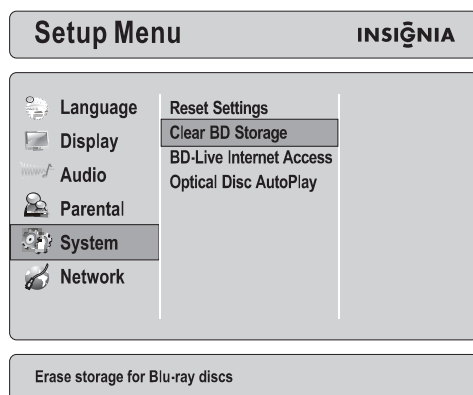 Setup Menu
INSIGNIA
Language
Display
Audio
Parental
System
Network
Reset Settings
Clear BD Storage
BD-Live Internet Access
Optical Disc AutoPlay
Erase storage for Blu-ray discs